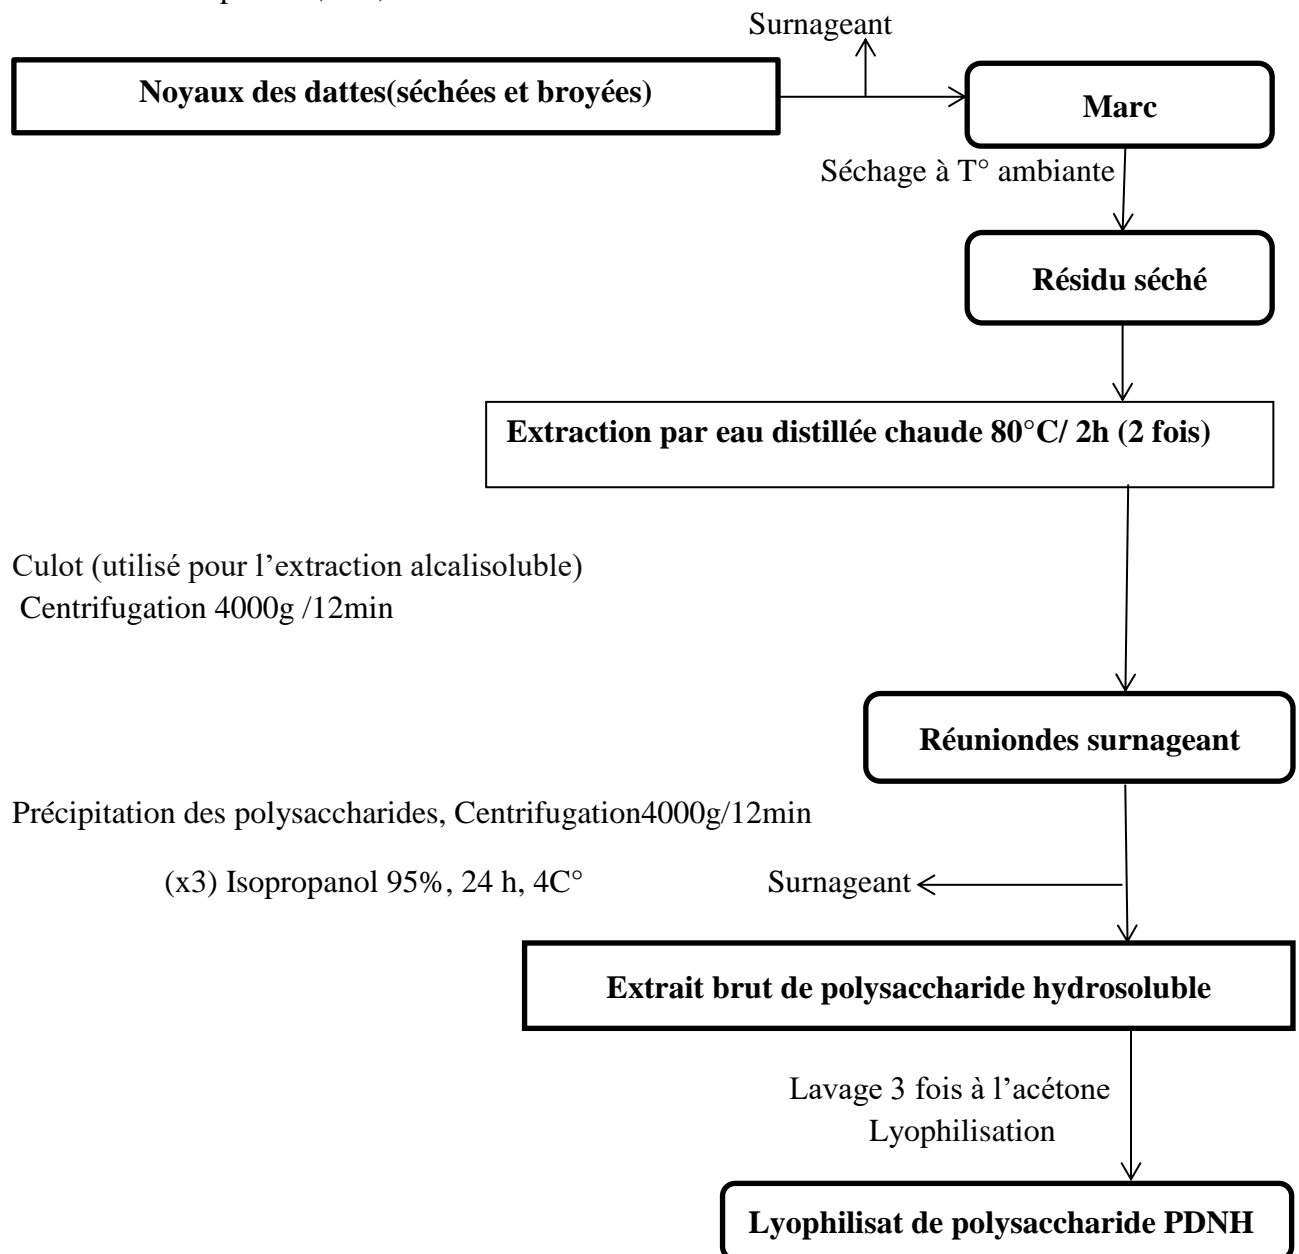 Surnageant
Noyaux des dattes(séchées et broyées)
Marc
Séchage à T° ambiante
Résidu séché
Extraction par eau distillée chaude 80°C/ 2h (2 fois)
Culot (utilisé pour l’extraction alcalisoluble)
Centrifugation 4000g /12min
Réuniondes surnageant
Précipitation des polysaccharides, Centrifugation4000g/12min
(x3) Isopropanol 95%, 24 h, 4C° Surnageant
Extrait brut de polysaccharide hydrosoluble
Lavage 3 fois à l’acétone
Lyophilisation
Lyophilisat de polysaccharide PDNH